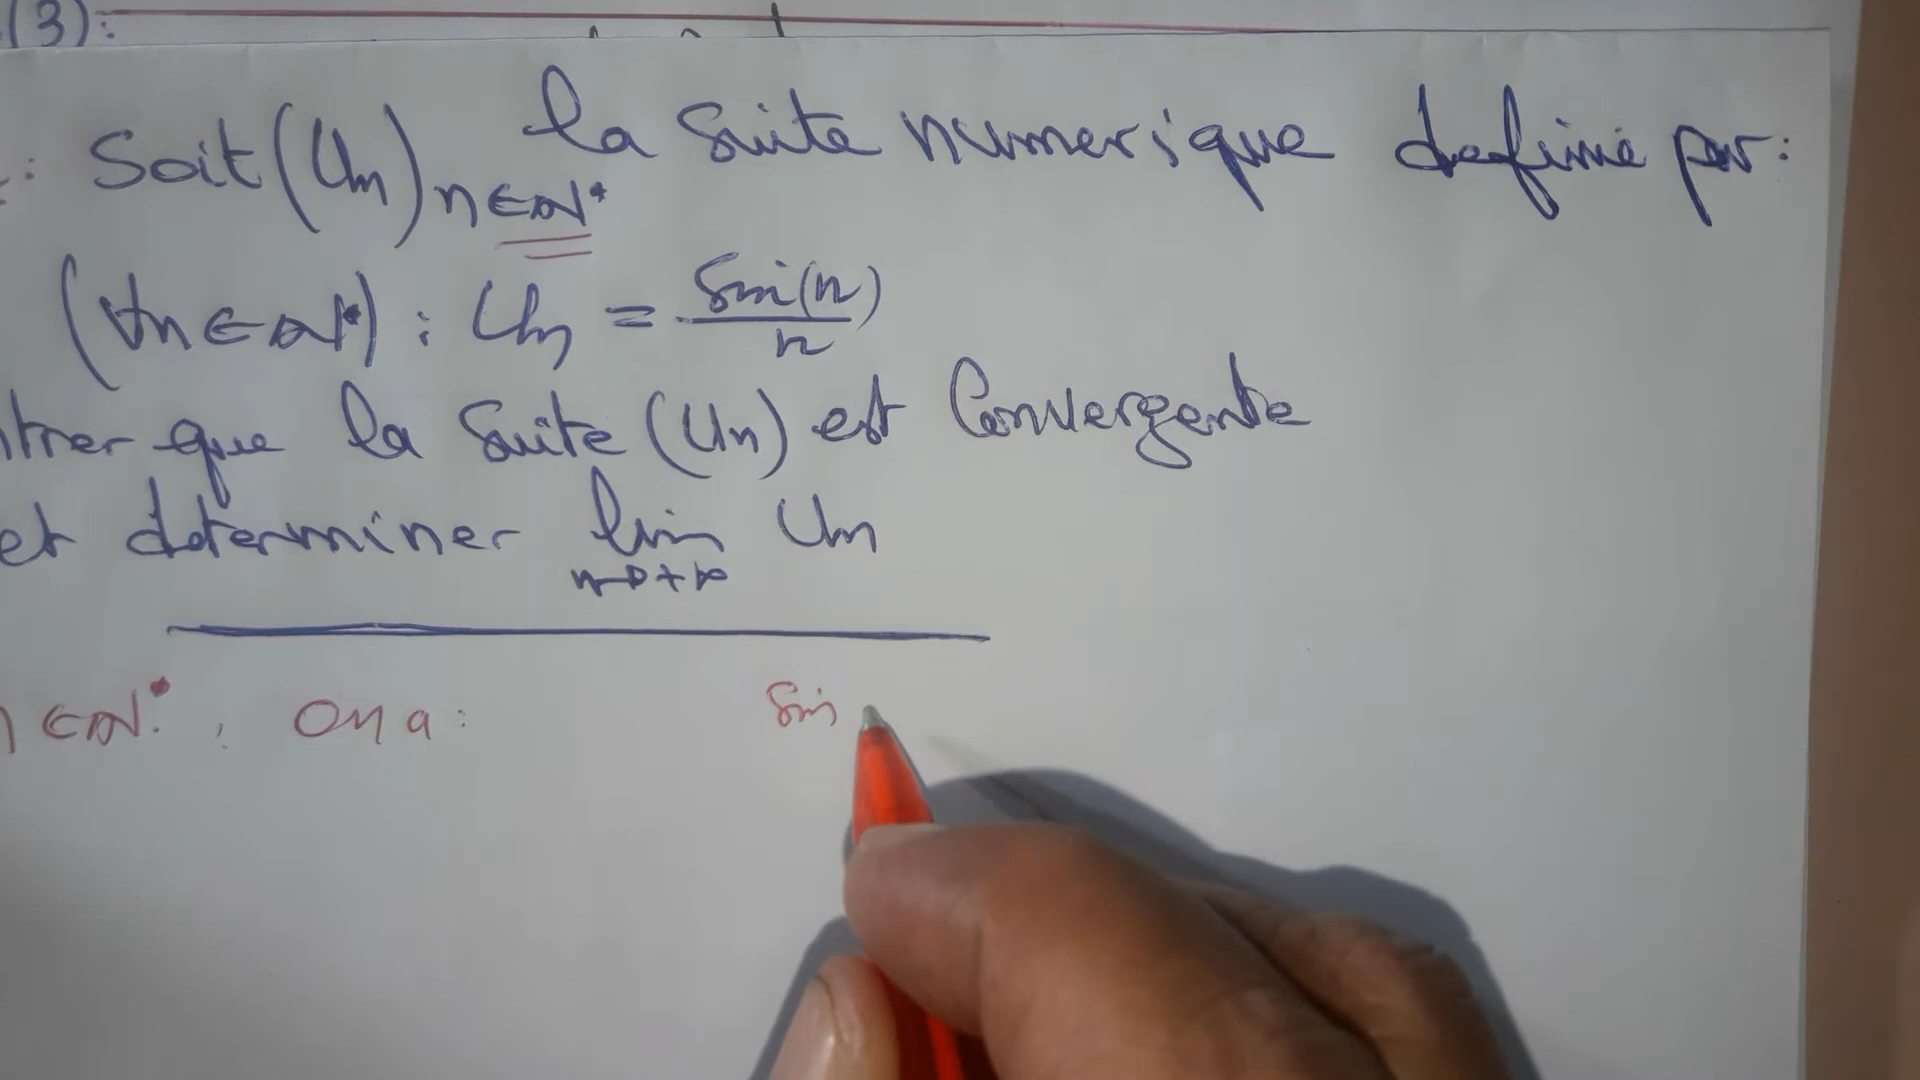 (3):
: Soit (Un) n∈ℕ* la suite numerique definie par:
(∀n∈ℕ*) : Un = sin(n)/n
ntrer que la suite (Un) est Convergente
et determiner lim n→+∞ Un
n∈ℕ*, On a: Sin